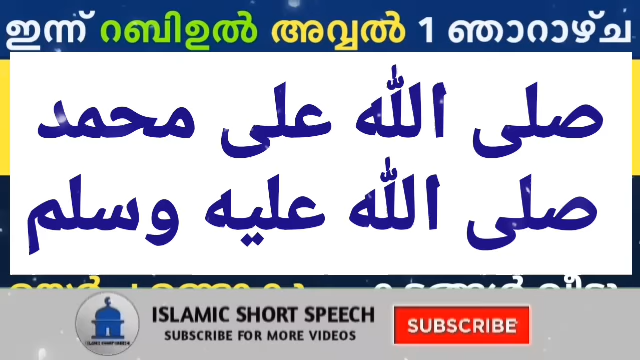 ഇന്ന് റബിഉൽ അവ്വൽ 1 ഞാറാഴ്ച
صلى الله على محمد
صلى الله عليه وسلم
ISLAMIC SHORT SPEECH
SUBSCRIBE FOR MORE VIDEOS
SUBSCRIBE